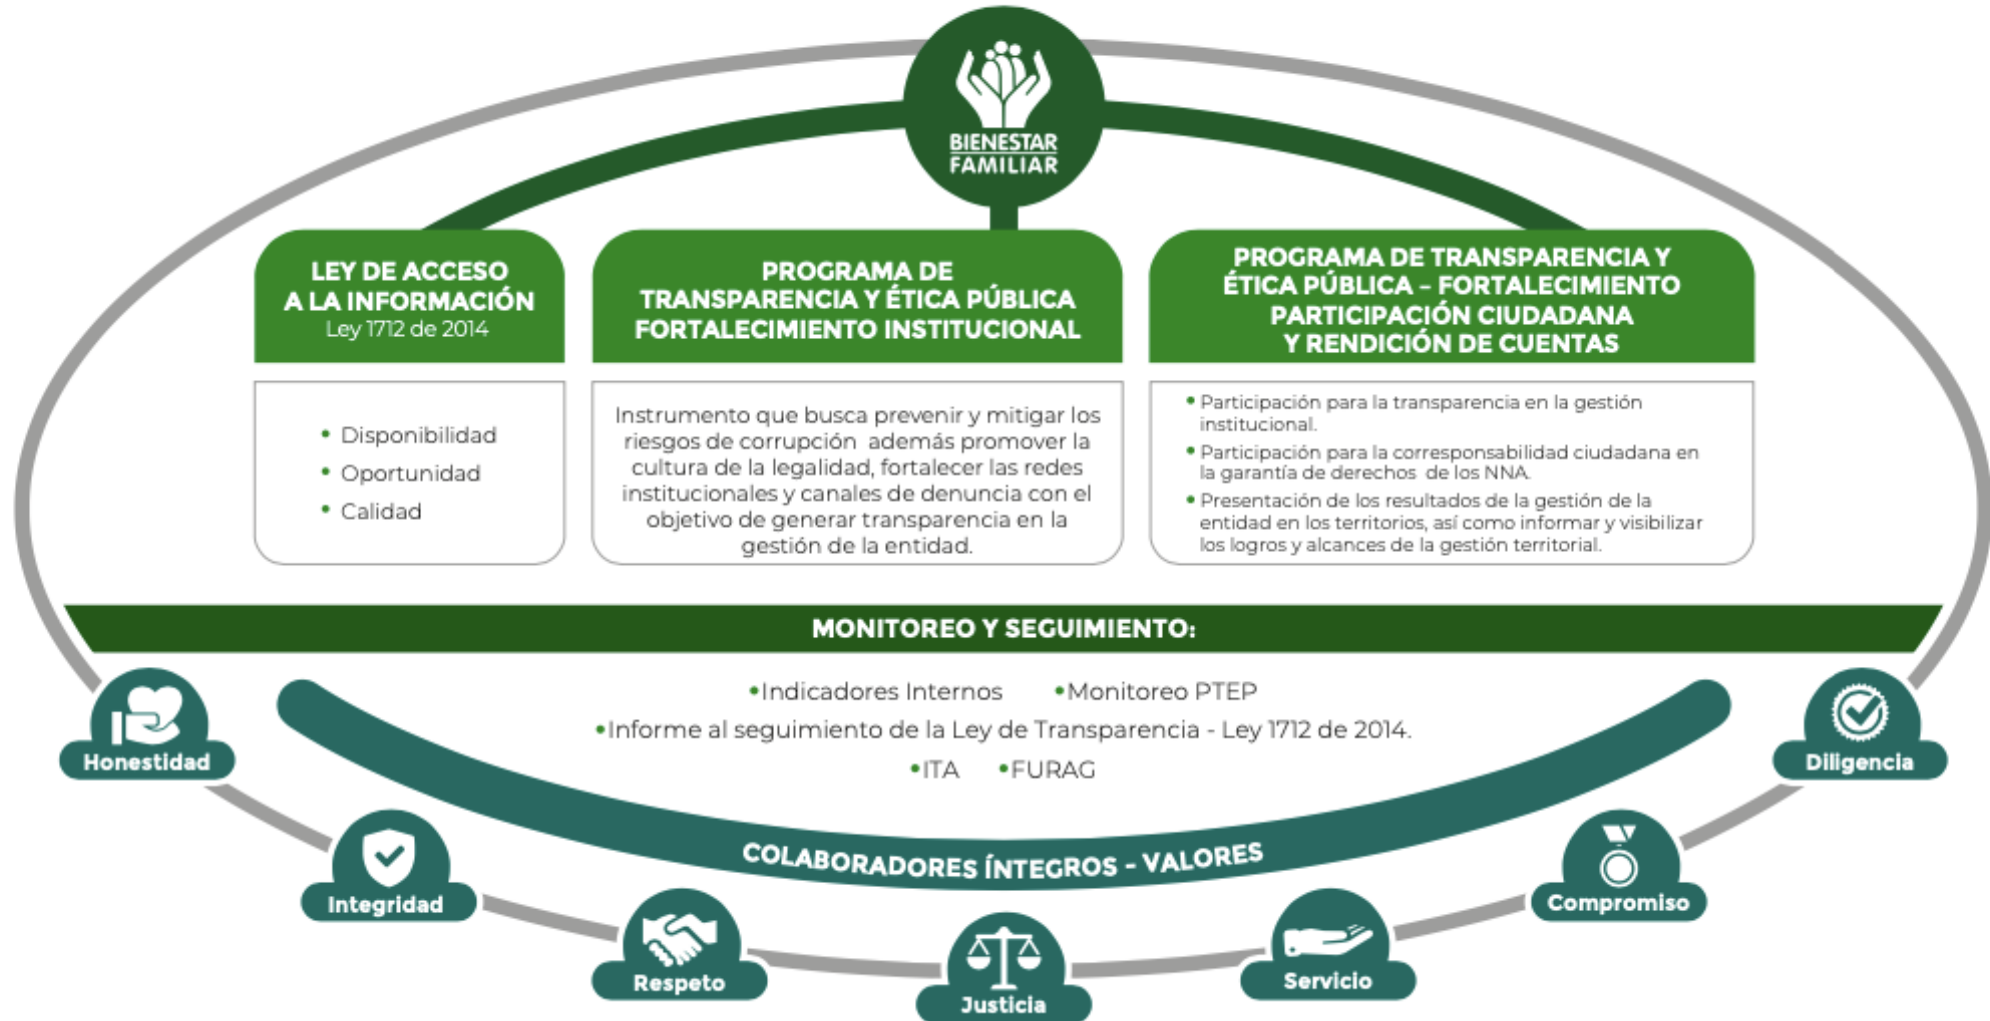 BIENESTAR
FAMILIAR
LEY DE ACCESO
A LA INFORMACIÓN
Ley 1712 de 2014
• Disponibilidad
• Oportunidad
• Calidad
PROGRAMA DE
TRANSPARENCIA Y ÉTICA PÚBLICA
FORTALECIMIENTO INSTITUCIONAL
Instrumento que busca prevenir y mitigar los
riesgos de corrupción además promover la
cultura de la legalidad, fortalecer las redes
institucionales y canales de denuncia con el
objetivo de generar transparencia en la
gestión de la entidad.
PROGRAMA DE TRANSPARENCIA Y
ÉTICA PÚBLICA – FORTALECIMIENTO
PARTICIPACIÓN CIUDADANA
Y RENDICIÓN DE CUENTAS
• Participación para la transparencia en la gestión
institucional.
• Participación para la corresponsabilidad ciudadana en
la garantía de derechos de los NNA.
• Presentación de los resultados de la gestión de la
entidad en los territorios, así como informar y visibilizar
los logros y alcances de la gestión territorial.
MONITOREO Y SEGUIMIENTO:
•Indicadores Internos •Monitoreo PTEP
•Informe al seguimiento de la Ley de Transparencia - Ley 1712 de 2014.
•ITA •FURAG
COLABORADORES ÍNTEGROS - VALORES
Honestidad
Integridad
Respeto
Justicia
Servicio
Compromiso
Diligencia